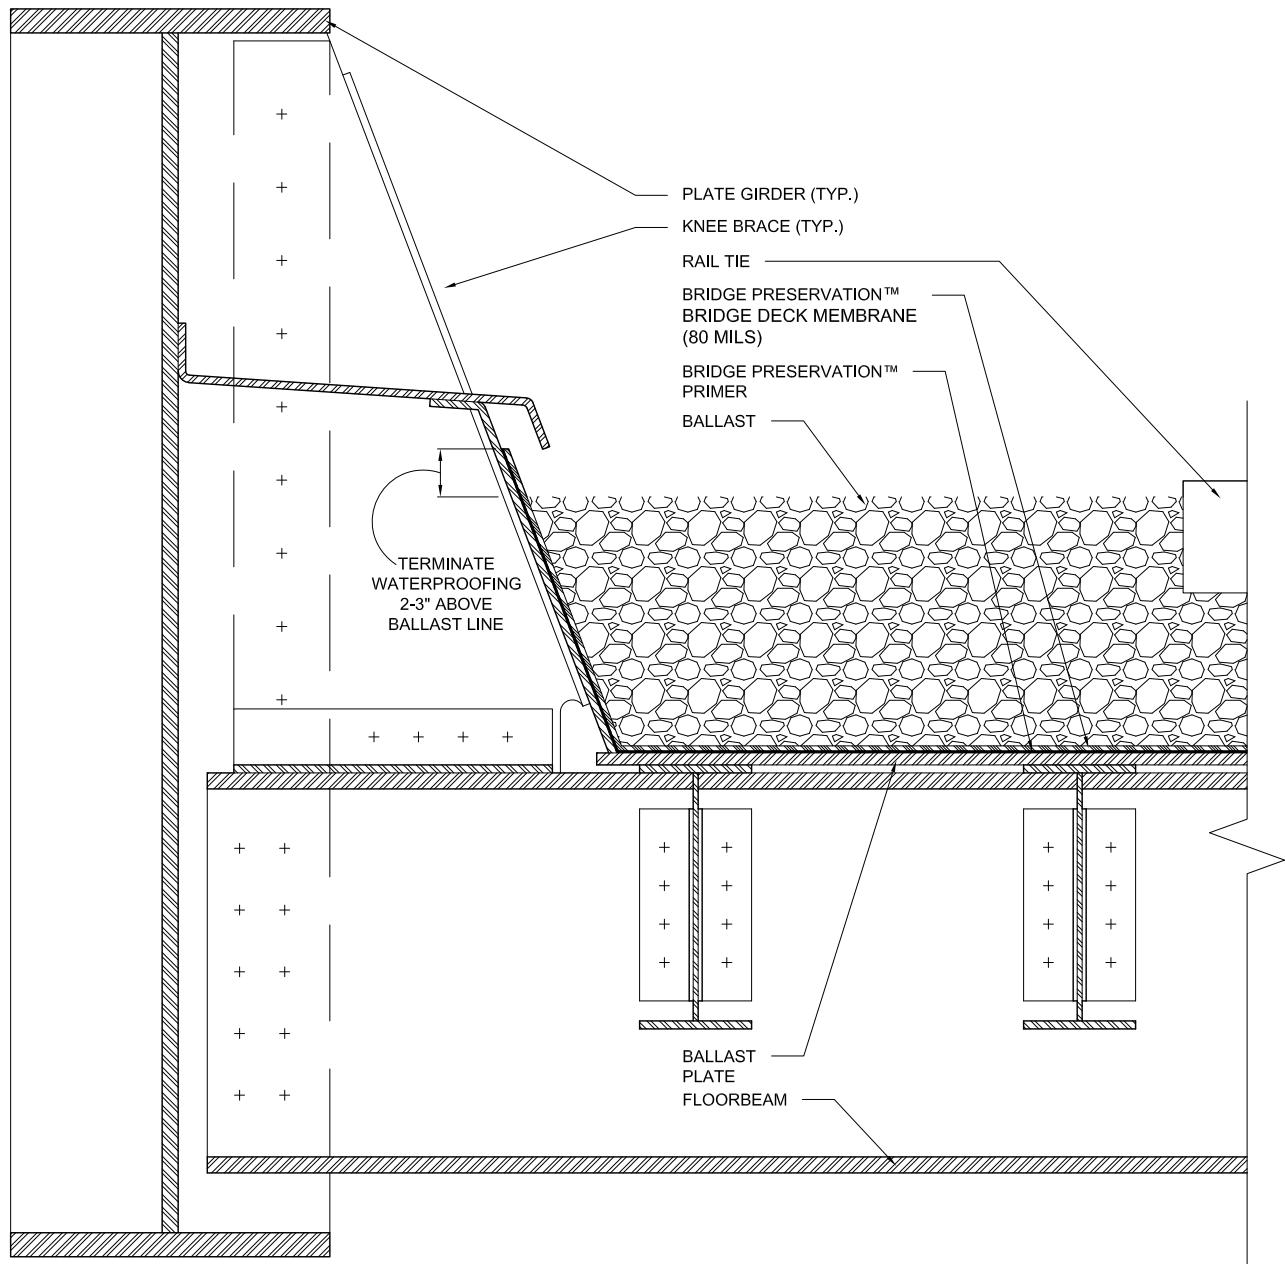 PLATE GIRDER (TYP.)
KNEE BRACE (TYP.)
RAIL TIE
BRIDGE PRESERVATION™
BRIDGE DECK MEMBRANE
(80 MILS)
BRIDGE PRESERVATION™
PRIMER
BALLAST
TERMINATE
WATERPROOFING
2-3" ABOVE
BALLAST LINE
BALLAST
PLATE
FLOORBEAM